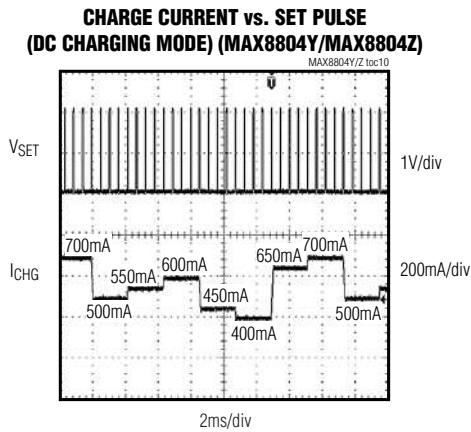 CHARGE CURRENT vs. SET PULSE
(DC CHARGING MODE) (MAX8804Y/MAX8804Z)
MAX8804Y/Z toc10
T
VSET
1V/div
700mA
500mA
550mA
600mA
450mA
400mA
650mA
700mA
500mA
ICHG
200mA/div
2ms/div